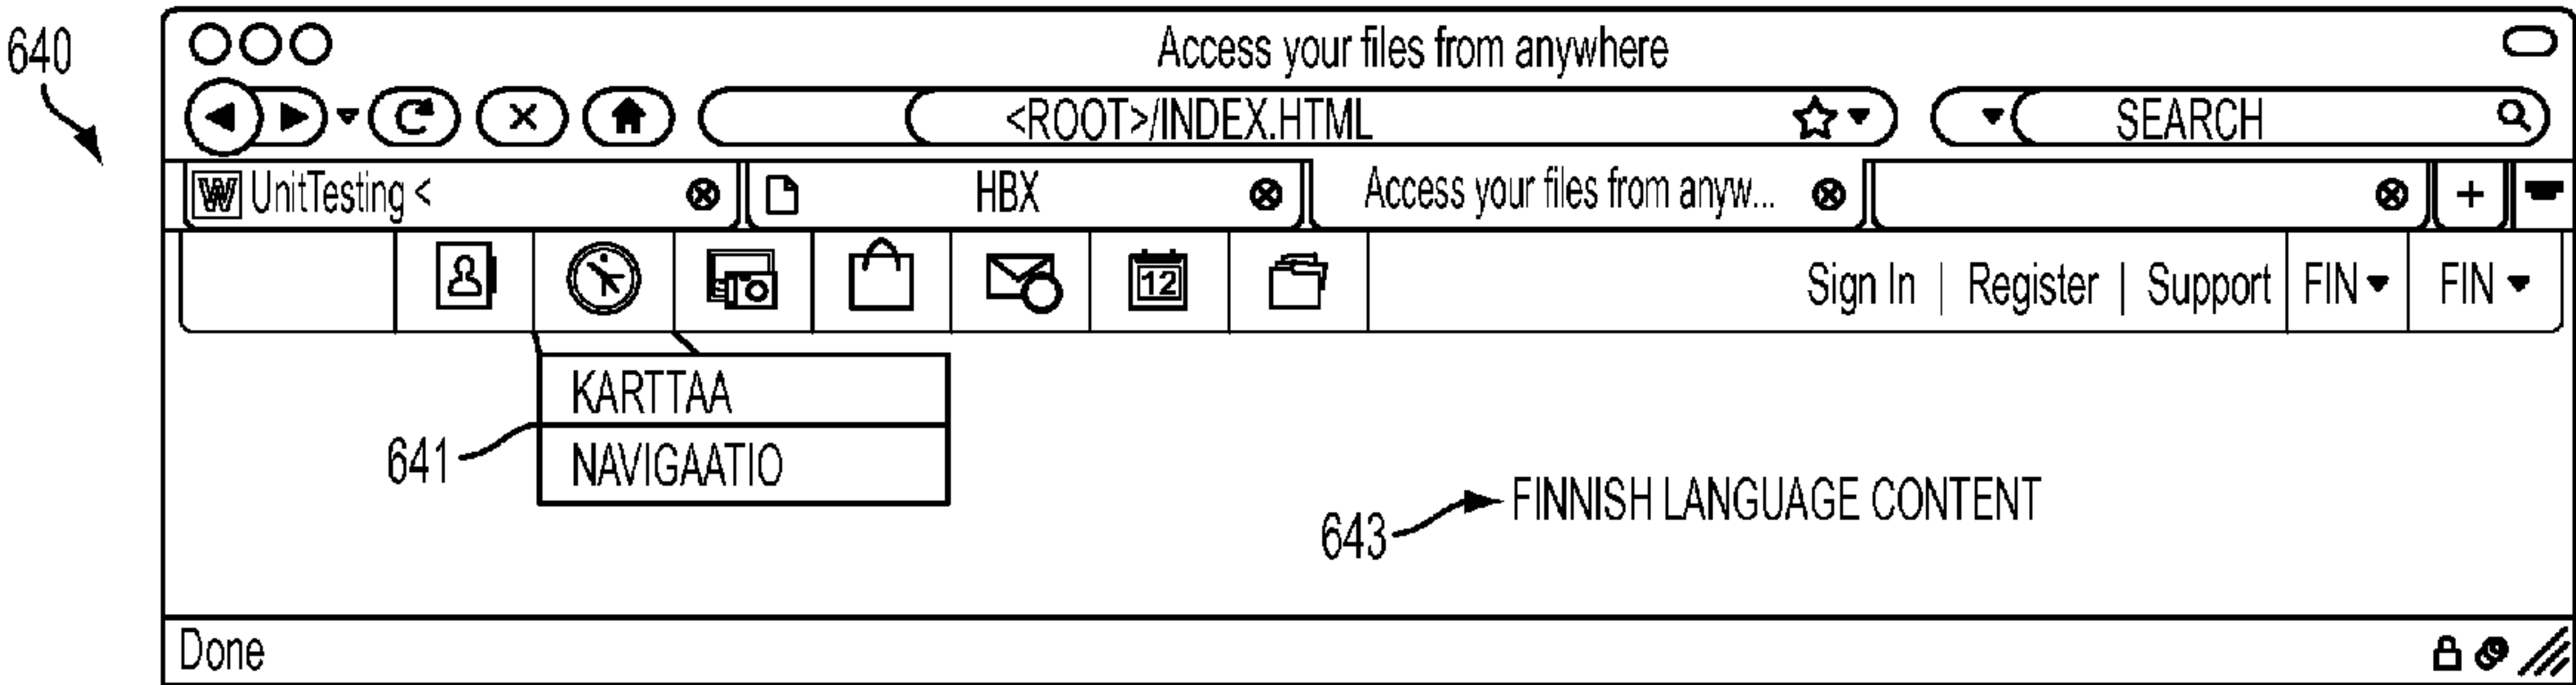 640
Access your files from anywhere
<ROOT>/INDEX.HTML
SEARCH
W UnitTesting <
HBX
Access your files from anyw...
+
12
Sign In | Register | Support
FIN
FIN
KARTTAA
641
NAVIGAATIO
643
FINNISH LANGUAGE CONTENT
Done